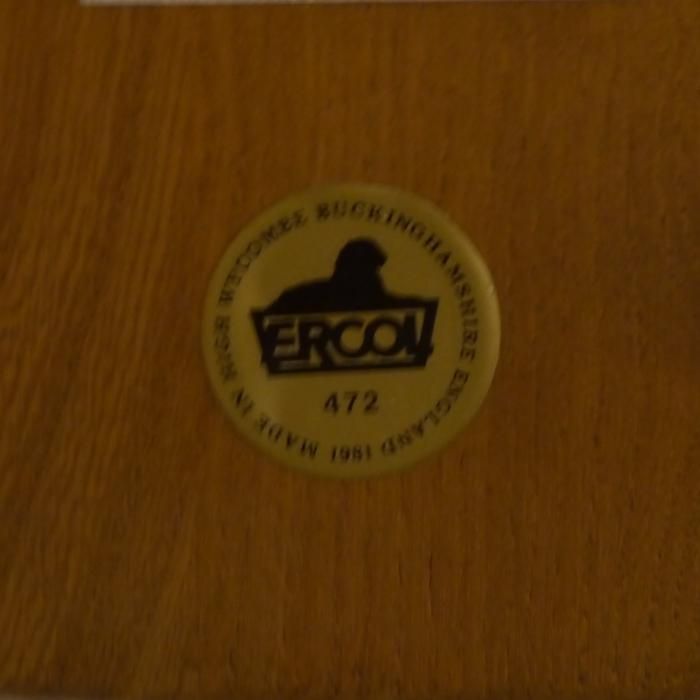 MADE IN HIGH WYCOMBE BUCKINGHAMSHIRE ENGLAND 1981
ERCOL
472